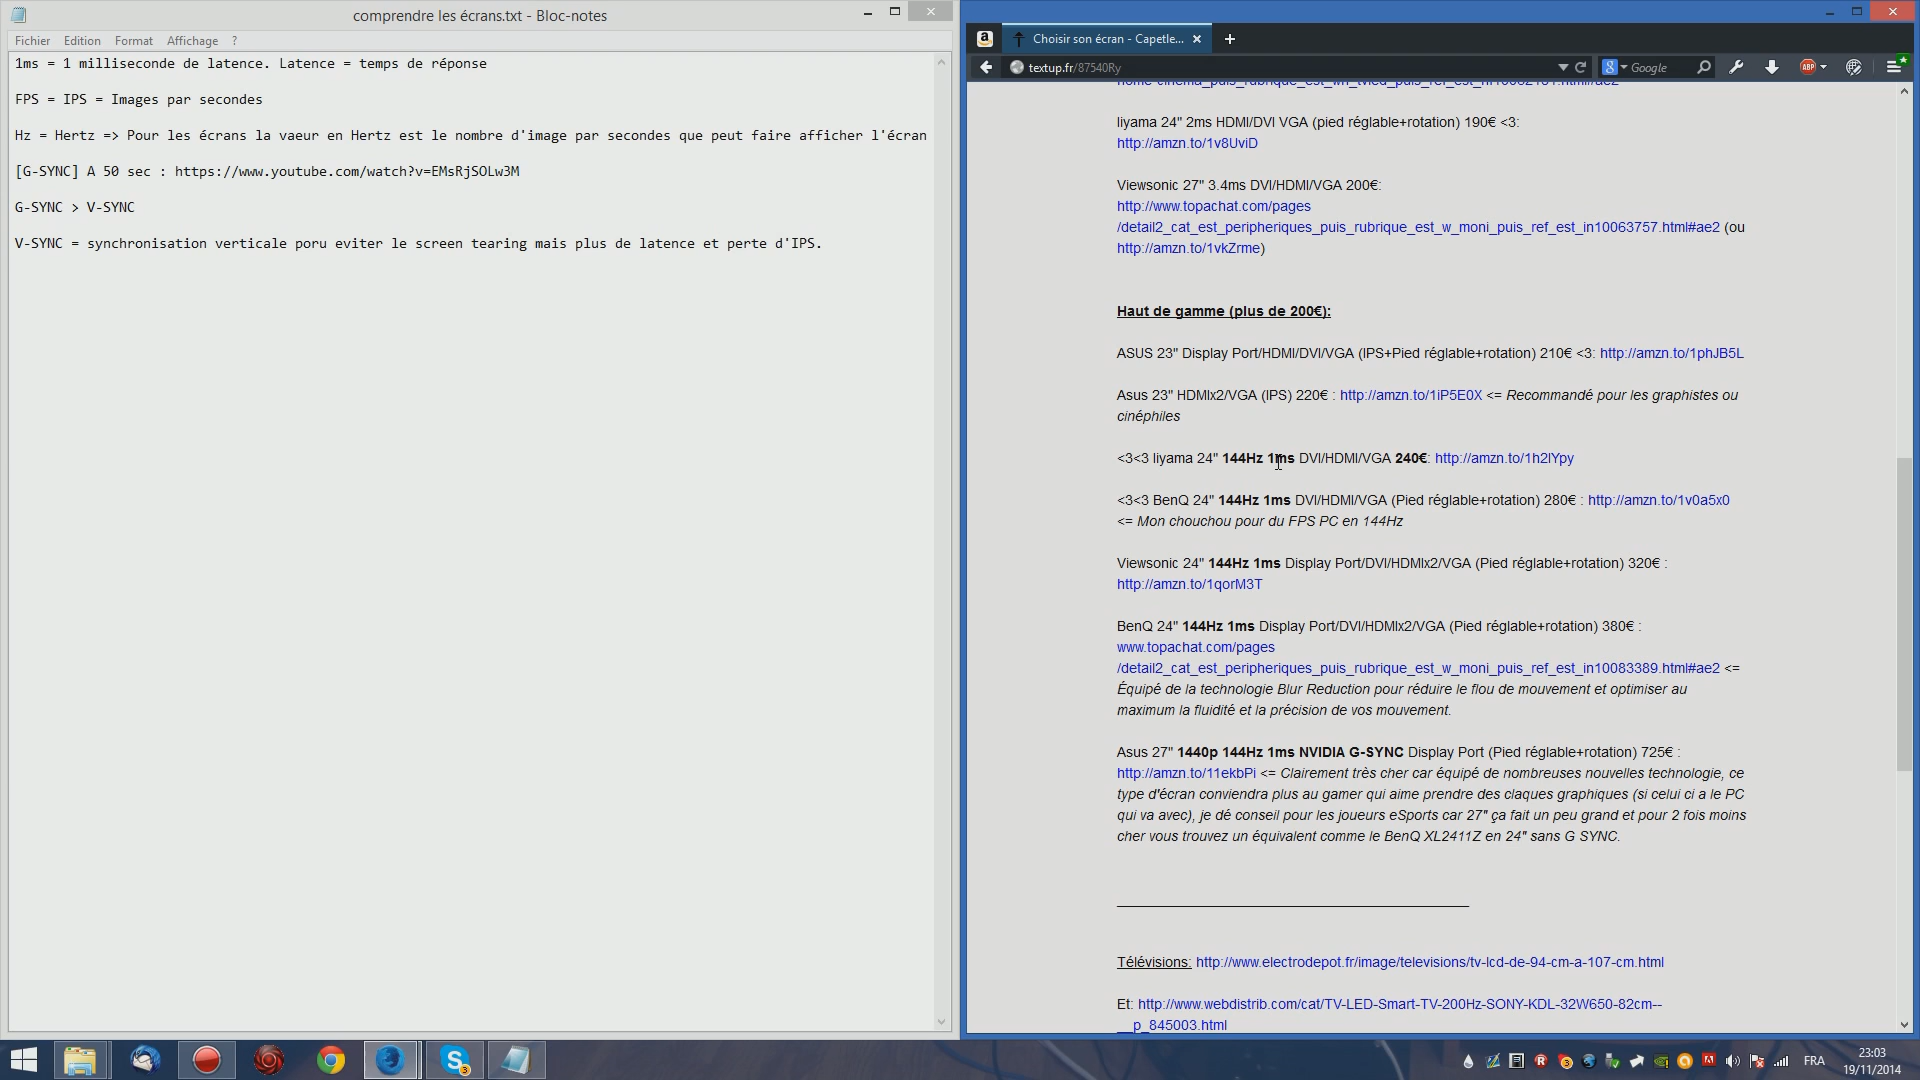 comprendre les écrans.txt - Bloc-notes
Fichier Edition Format Affichage ?
1ms = 1 milliseconde de latence. Latence = temps de réponse
FPS = IPS = Images par secondes
Hz = Hertz => Pour les écrans la vaeur en Hertz est le nombre d'image par secondes que peut faire afficher l'écran
[G-SYNC] A 50 sec : https://www.youtube.com/watch?v=EMsRjSOLw3M
G-SYNC > V-SYNC
V-SYNC = synchronisation verticale poru eviter le screen tearing mais plus de latence et perte d'IPS.
Choisir son écran - Capetle...
textup.fr/87540Ry
Google
Iiyama 24" 2ms HDMI/DVI VGA (pied réglable+rotation) 190€ <3:
http://amzn.to/1v8UviD
Viewsonic 27" 3.4ms DVI/HDMI/VGA 200€:
http://www.topachat.com/pages
/detail2_cat_est_peripheriques_puis_rubrique_est_w_moni_puis_ref_est_in10063757.html#ae2 (ou
http://amzn.to/1vkZrme)
Haut de gamme (plus de 200€):
ASUS 23" Display Port/HDMI/DVI/VGA (IPS+Pied réglable+rotation) 210€ <3: http://amzn.to/1phJB5L
Asus 23" HDMIx2/VGA (IPS) 220€ : http://amzn.to/1iP5E0X <= Recommandé pour les graphistes ou
cinéphiles
<3<3 Iiyama 24" 144Hz 1ms DVI/HDMI/VGA 240€: http://amzn.to/1h2lYpy
<3<3 BenQ 24" 144Hz 1ms DVI/HDMI/VGA (Pied réglable+rotation) 280€ : http://amzn.to/1v0a5x0
<= Mon chouchou pour du FPS PC en 144Hz
Viewsonic 24" 144Hz 1ms Display Port/DVI/HDMIx2/VGA (Pied réglable+rotation) 320€ :
http://amzn.to/1qorM3T
BenQ 24" 144Hz 1ms Display Port/DVI/HDMIx2/VGA (Pied réglable+rotation) 380€ :
www.topachat.com/pages
/detail2_cat_est_peripheriques_puis_rubrique_est_w_moni_puis_ref_est_in10083389.html#ae2 <=
Équipé de la technologie Blur Reduction pour réduire le flou de mouvement et optimiser au
maximum la fluidité et la précision de vos mouvement.
Asus 27" 1440p 144Hz 1ms NVIDIA G-SYNC Display Port (Pied réglable+rotation) 725€ :
http://amzn.to/11ekbPi <= Clairement très cher car équipé de nombreuses nouvelles technologie, ce
type d'écran conviendra plus au gamer qui aime prendre des claques graphiques (si celui ci a le PC
qui va avec), je dé conseil pour les joueurs eSports car 27" ça fait un peu grand et pour 2 fois moins
cher vous trouvez un équivalent comme le BenQ XL2411Z en 24" sans G SYNC.
Télévisions: http://www.electrodepot.fr/image/televisions/tv-lcd-de-94-cm-a-107-cm.html
Et: http://www.webdistrib.com/cat/TV-LED-Smart-TV-200Hz-SONY-KDL-32W650-82cm--
__p_845003.html
FRA
23:03
19/11/2014